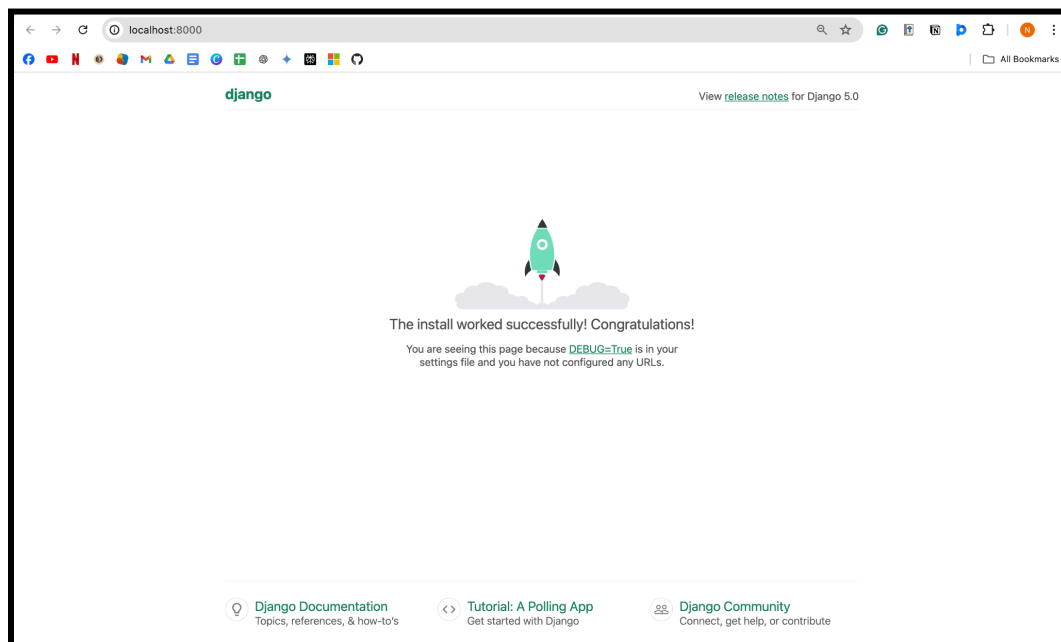 localhost:8000
All Bookmarks
django
View release notes for Django 5.0
The install worked successfully! Congratulations!
You are seeing this page because DEBUG=True is in your
settings file and you have not configured any URLs.
Django Documentation
Topics, references, & how-to's
Tutorial: A Polling App
Get started with Django
Django Community
Connect, get help, or contribute